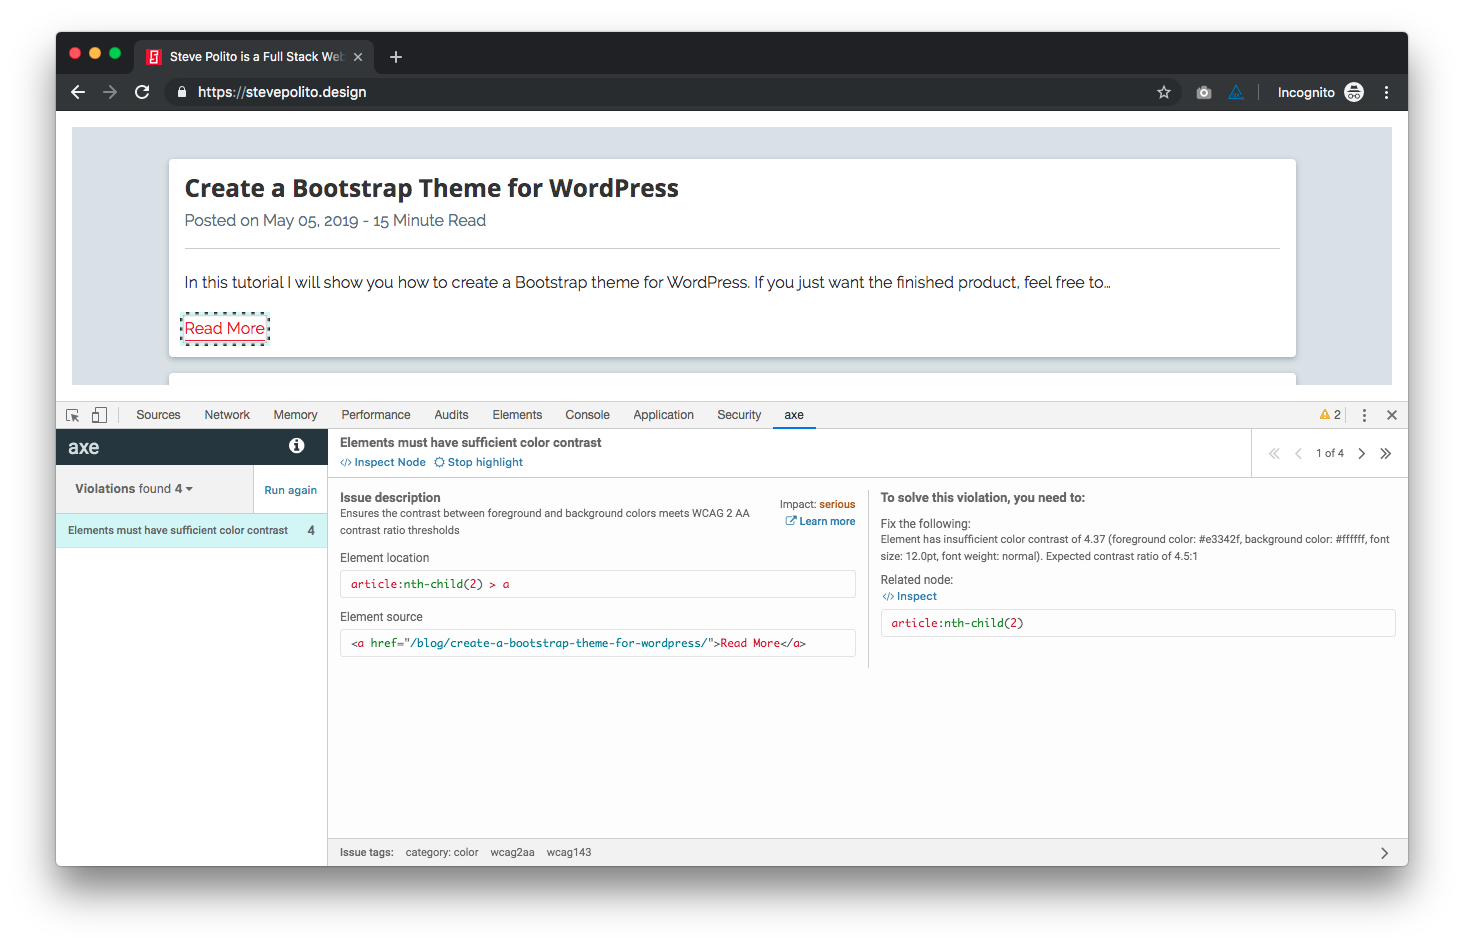 Steve Polito is a Full Stack Web
https://stevepolito.design
Incognito
Create a Bootstrap Theme for WordPress
Posted on May 05, 2019 - 15 Minute Read
In this tutorial I will show you how to create a Bootstrap theme for WordPress. If you just want the finished product, feel free to…
Read More
Sources Network Memory Performance Audits Elements Console Application Security axe 2
axe
Violations found 4
Run again
Elements must have sufficient color contrast 4
Elements must have sufficient color contrast
</> Inspect Node Stop highlight
1 of 4
Issue description
Ensures the contrast between foreground and background colors meets WCAG 2 AA
contrast ratio thresholds
Impact: serious
Learn more
Element location
article:nth-child(2) > a
Element source
<a href="/blog/create-a-bootstrap-theme-for-wordpress/">Read More</a>
To solve this violation, you need to:
Fix the following:
Element has insufficient color contrast of 4.37 (foreground color: #e3342f, background color: #ffffff, font
size: 12.0pt, font weight: normal). Expected contrast ratio of 4.5:1
Related node:
</> Inspect
article:nth-child(2)
Issue tags: category: color wcag2aa wcag143